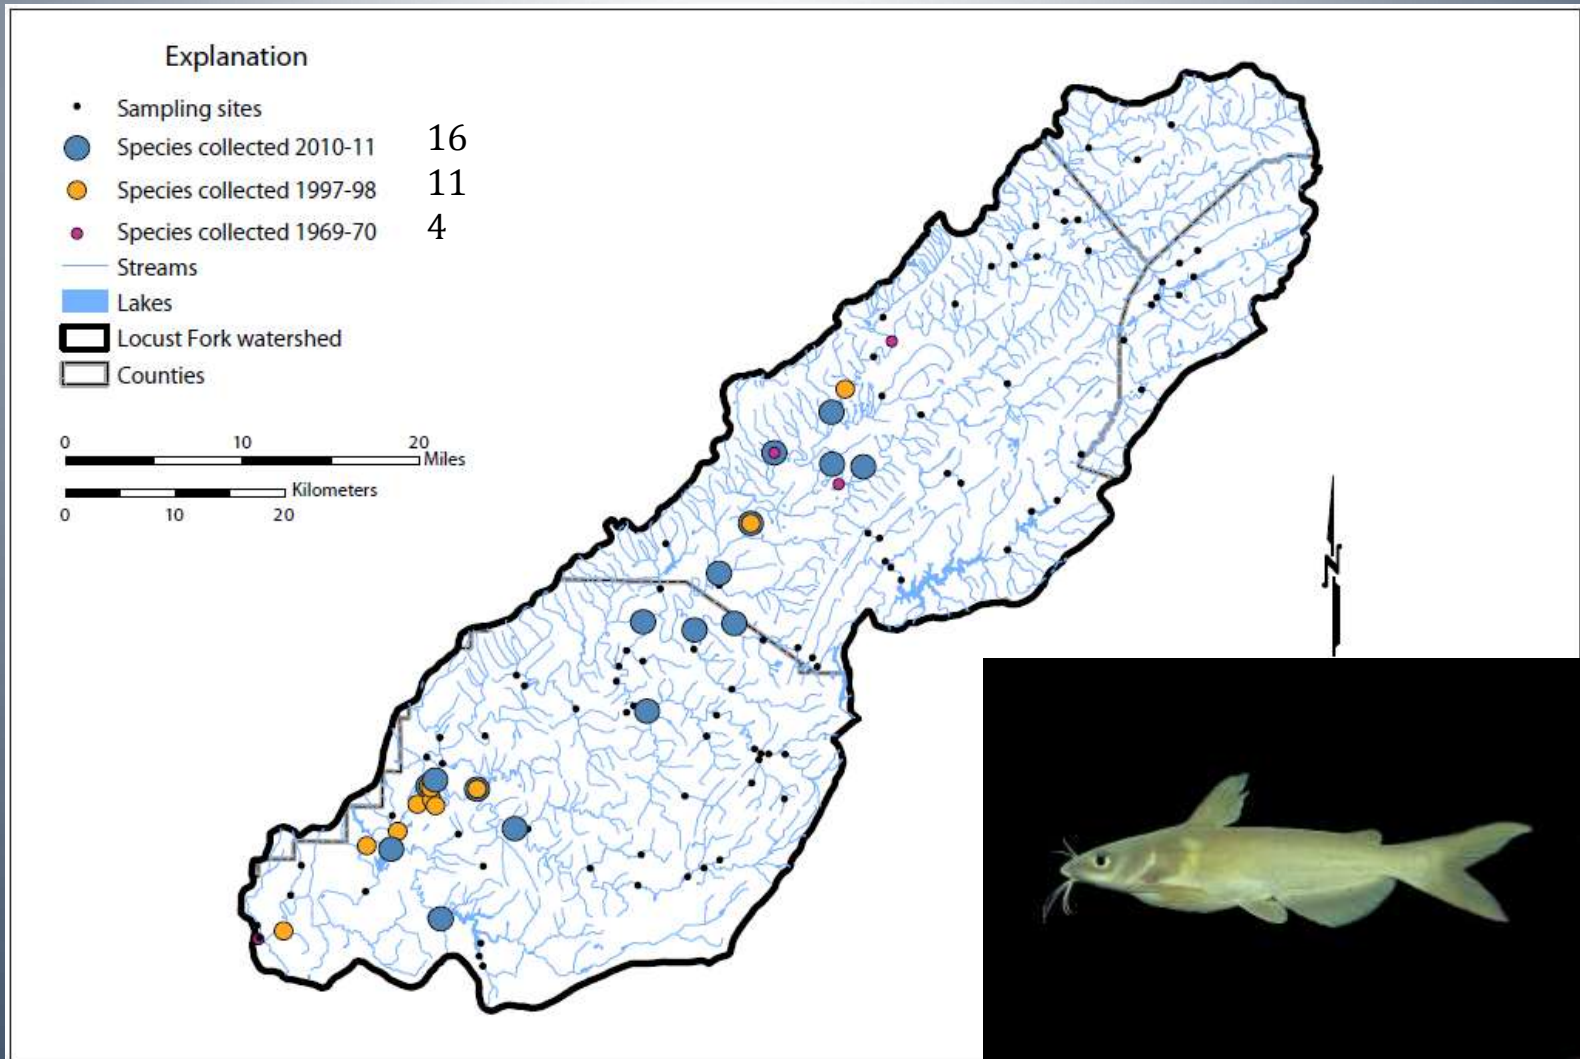 Explanation
Sampling sites
Species collected 2010-11 16
Species collected 1997-98 11
Species collected 1969-70 4
Streams
Lakes
Locust Fork watershed
Counties
0 10 20
Miles
Kilometers
0 10 20
N